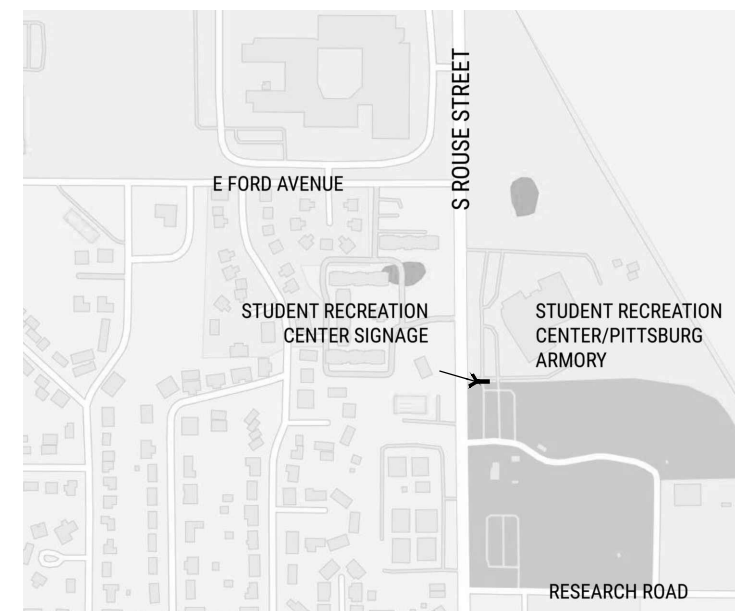 S ROUSE STREET
E FORD AVENUE
STUDENT RECREATION
CENTER SIGNAGE
STUDENT RECREATION
CENTER/PITTSBURG
ARMORY
RESEARCH ROAD